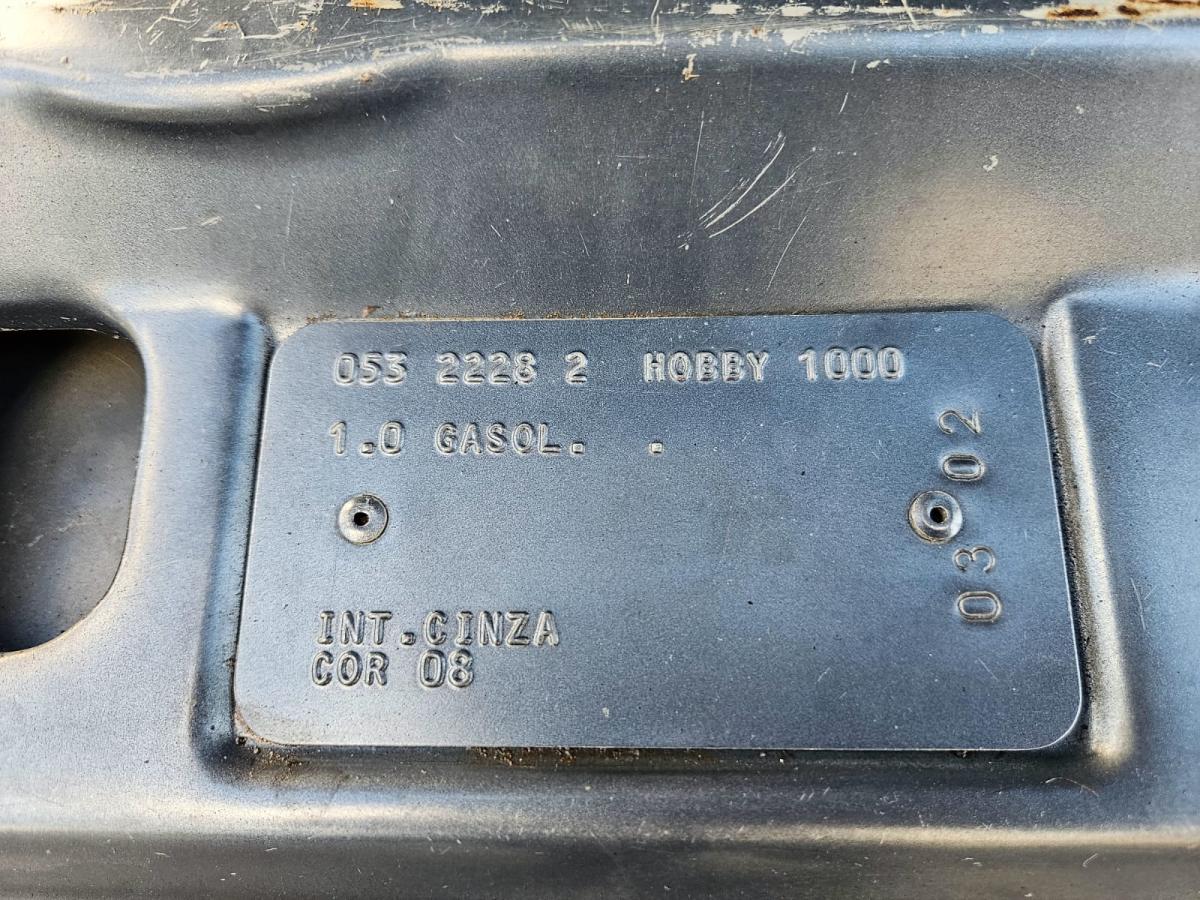 053 2228 2 HOBBY 1000
1.0 GASOL. .
03 02
INT.CINZA
COR 08